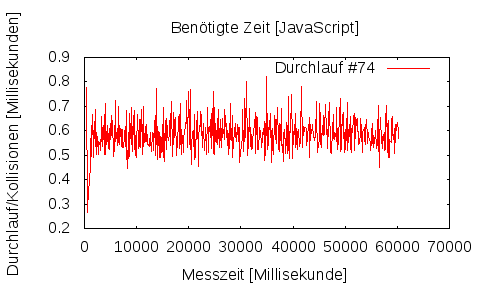 Benötigte Zeit [JavaScript]
Durchlauf/Kollisionen [Millisekunden]
Durchlauf #74
0.9
0.8
0.7
0.6
0.5
0.4
0.3
0.2
0 10000 20000 30000 40000 50000 60000 70000
Messzeit [Millisekunde]